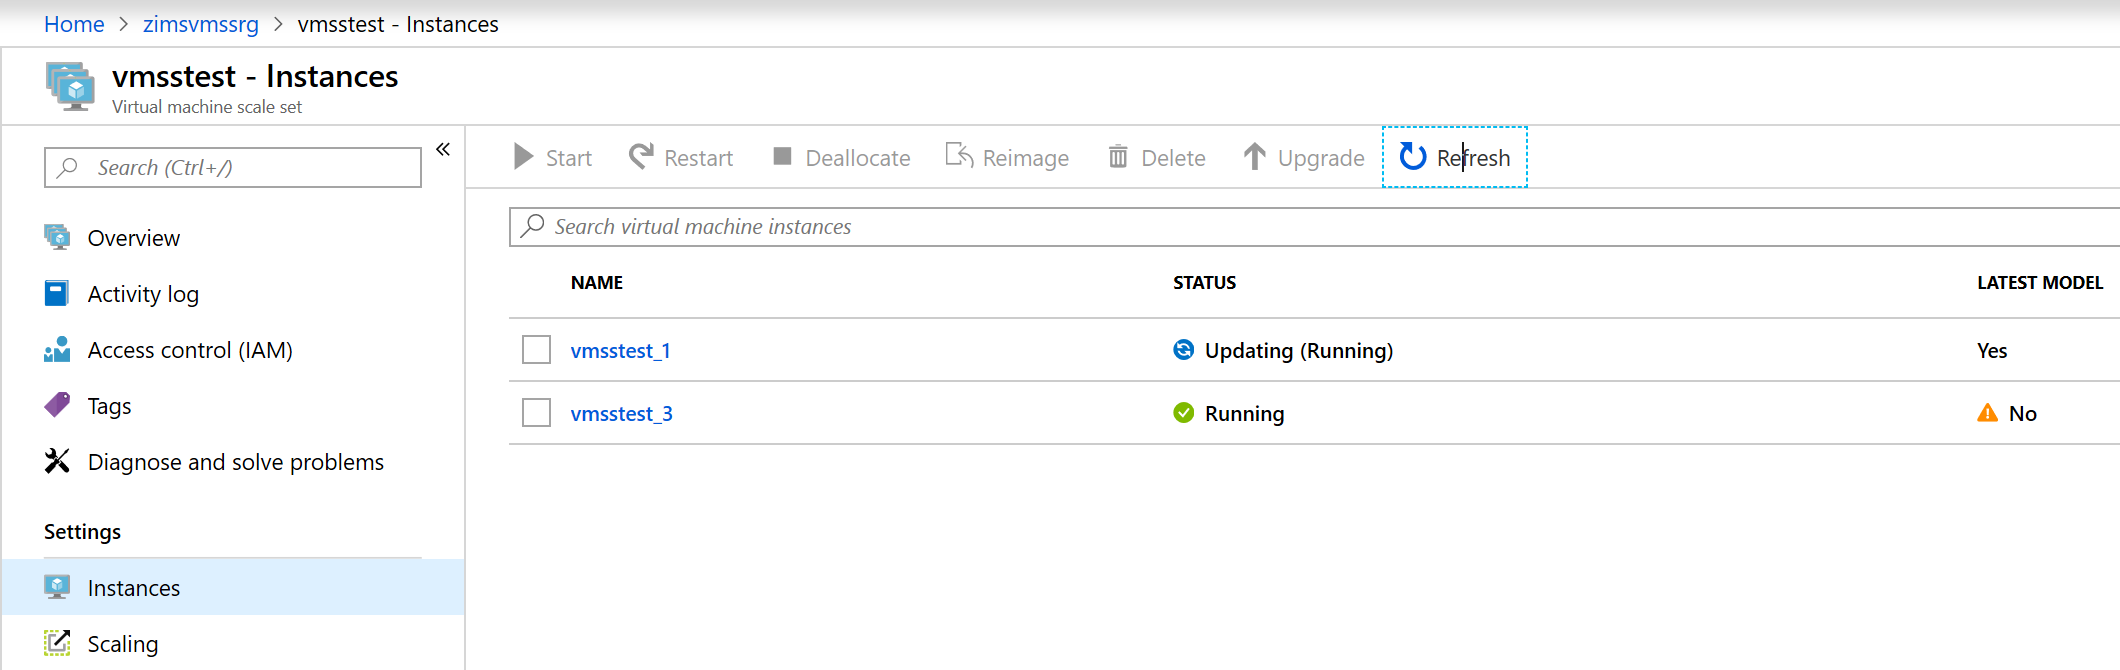 Home > zimsvmssrg > vmsstest - Instances
vmsstest - Instances
Virtual machine scale set
Search (Ctrl+/)
«
Overview
Activity log
Access control (IAM)
Tags
Diagnose and solve problems
Settings
Instances
Scaling
Start Restart Deallocate Reimage Delete Upgrade Refresh
Search virtual machine instances
NAME STATUS LATEST MODEL
vmsstest_1 Updating (Running) Yes
vmsstest_3 Running No